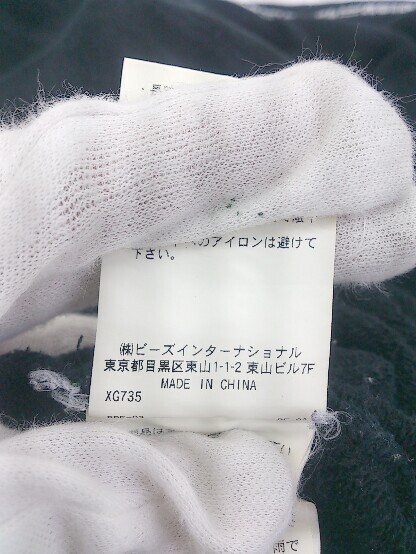 のアイロンは避けて
下さい。
㈱ビーズインターナショナル
東京都目黒区東山1-1-2 東山ビル7F
MADE IN CHINA
XG735